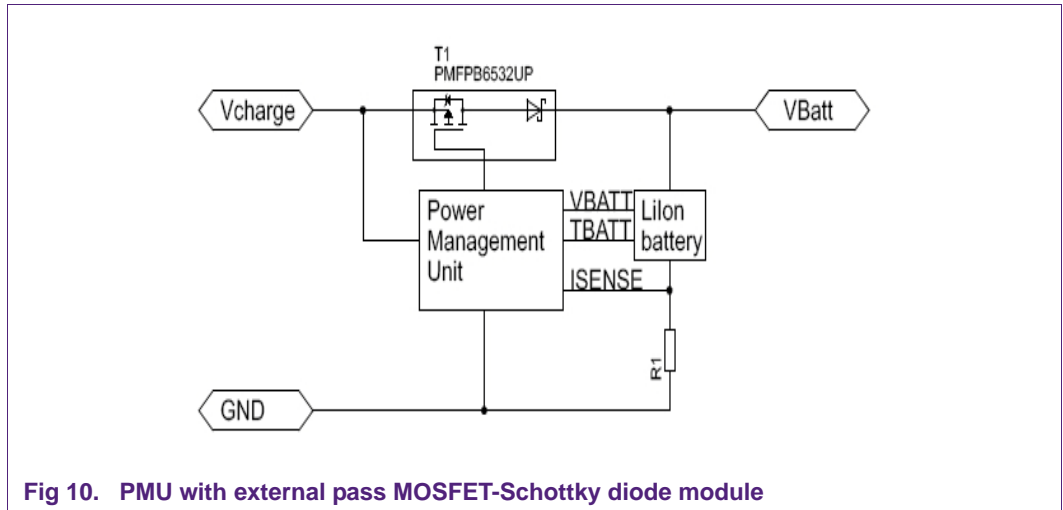 T1
PMFPB6532UP
Vcharge
VBatt
Power
Management
Unit
VBATT
TBATT
ISENSE
LiIon
battery
R1
GND
Fig 10. PMU with external pass MOSFET-Schottky diode module